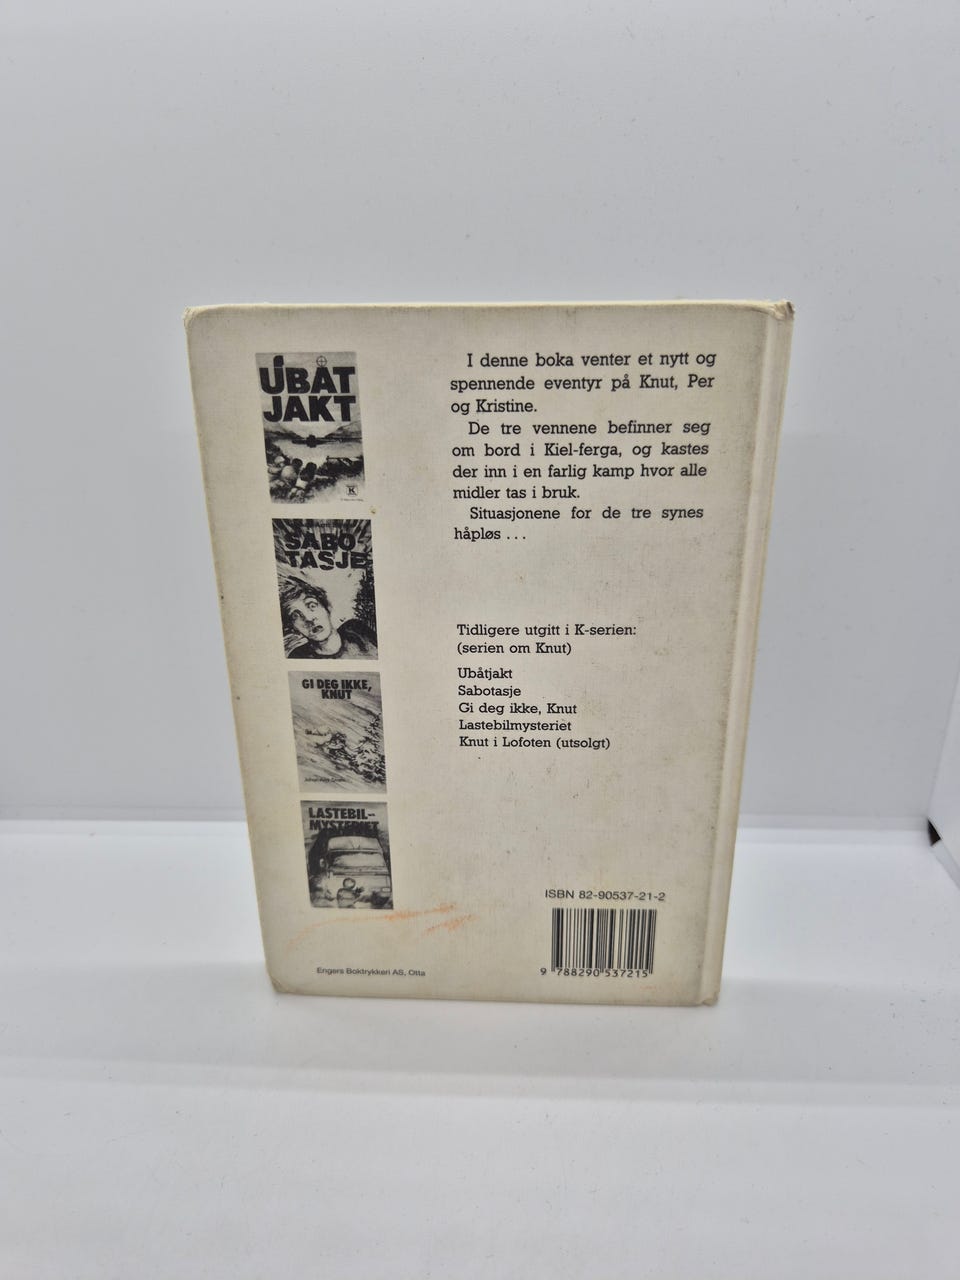 UBÅT
JAKT
K
SABO-
TASJE
GI DEG IKKE,
KNUT
LASTEBIL-
MYSTERIET
Engers Boktrykkeri AS, Otta
I denne boka venter et nytt og
spennende eventyr på Knut, Per
og Kristine.
De tre vennene befinner seg
om bord i Kiel-ferga, og kastes
der inn i en farlig kamp hvor alle
midler tas i bruk.
Situasjonene for de tre synes
håpløs ...
Tidligere utgitt i K-serien:
(serien om Knut)
Ubåtjakt
Sabotasje
Gi deg ikke, Knut
Lastebilmysteriet
Knut i Lofoten (utsolgt)
ISBN 82-90537-21-2
9 788290 537215